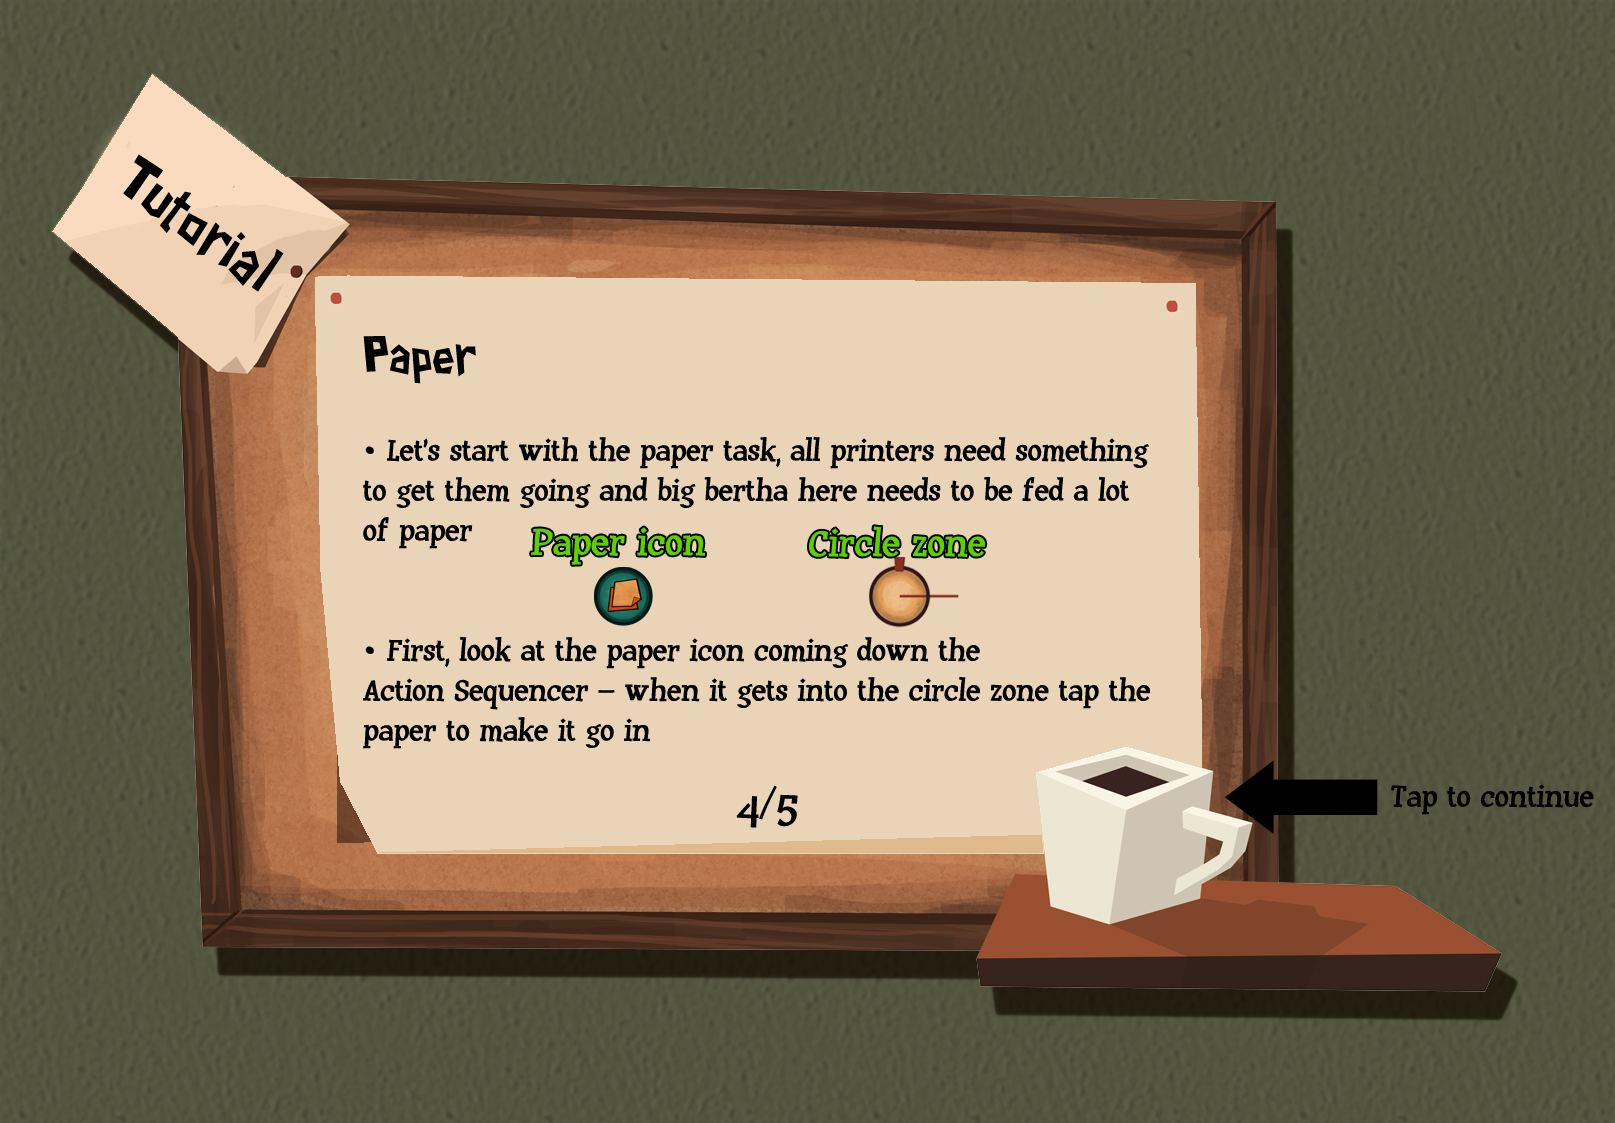 Tutorial
Paper
• Let's start with the paper task, all printers need something
to get them going and big bertha here needs to be fed a lot
of paper
Paper icon
Circle zone
• First, look at the paper icon coming down the
Action Sequencer – when it gets into the circle zone tap the
paper to make it go in
4/5
Tap to continue